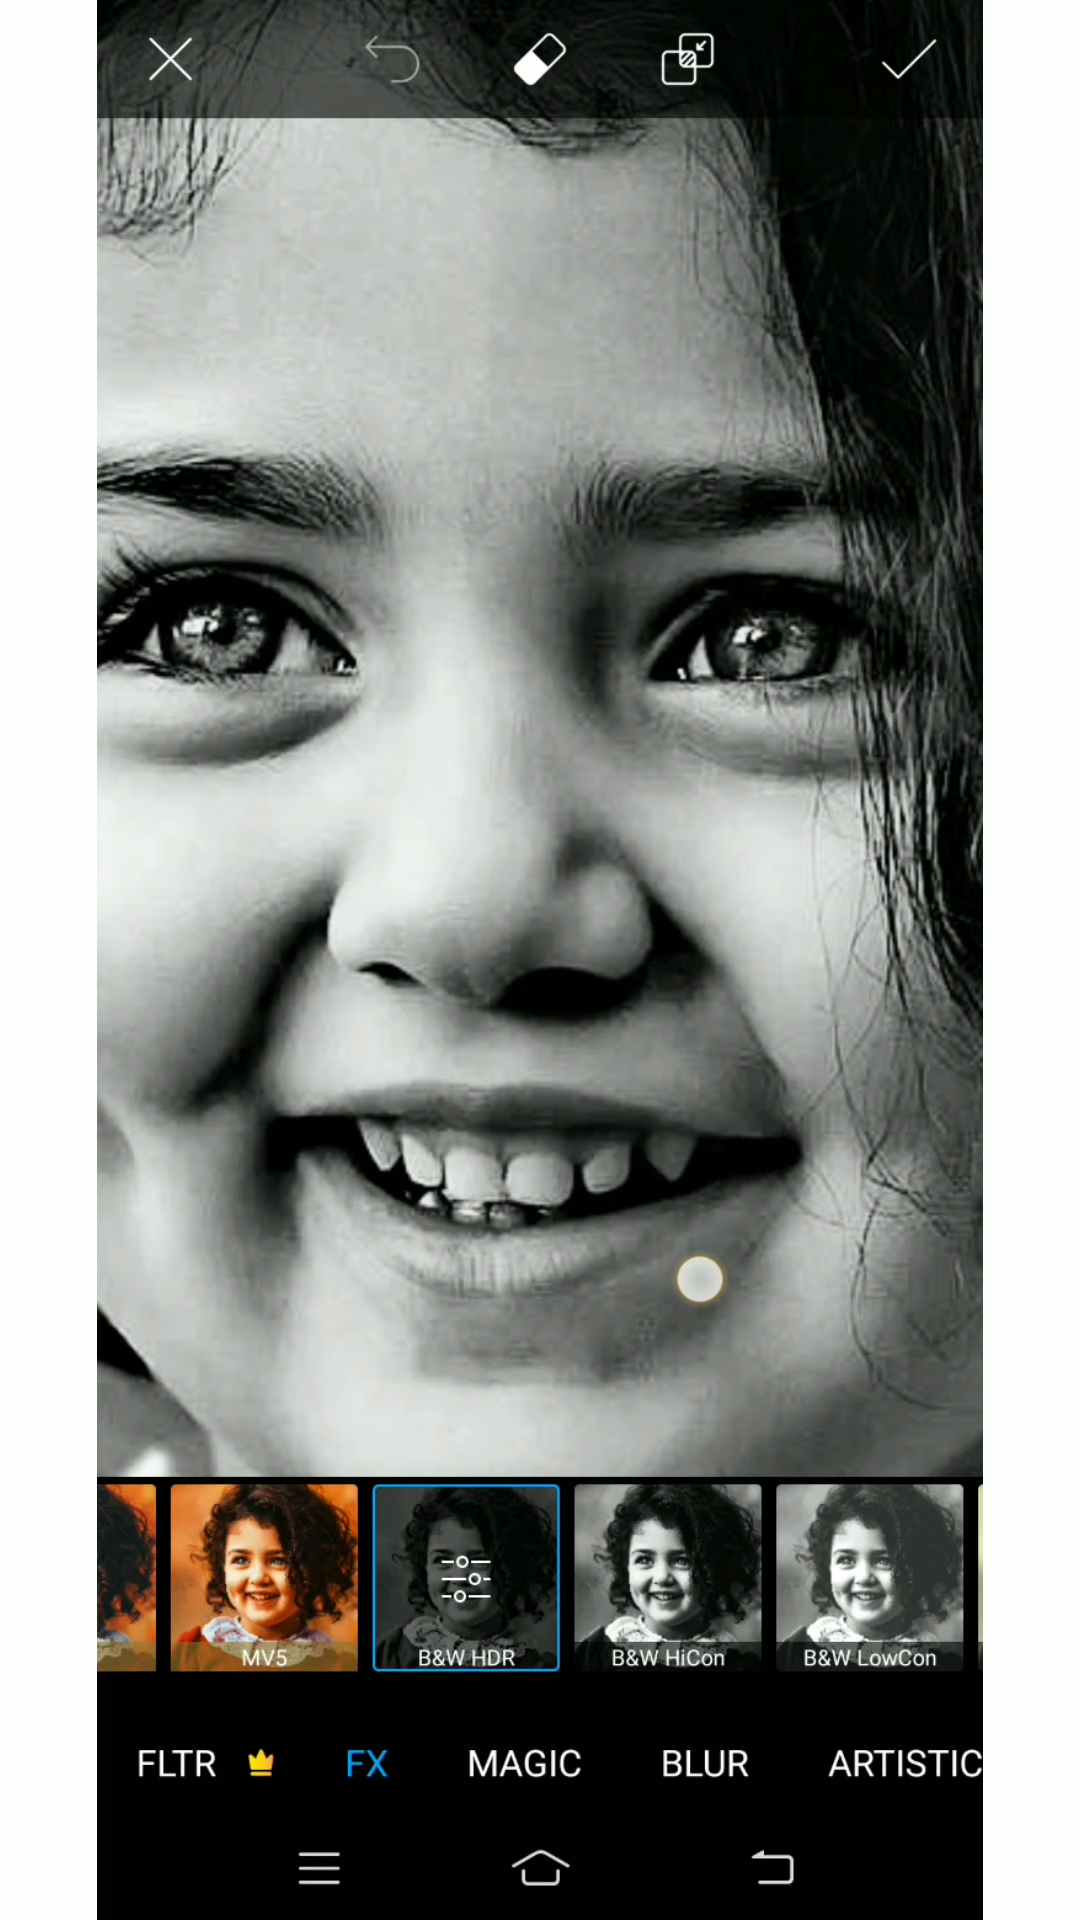 MV5
B&W HDR
B&W HiCon
B&W LowCon
FLTR FX MAGIC BLUR ARTISTIC